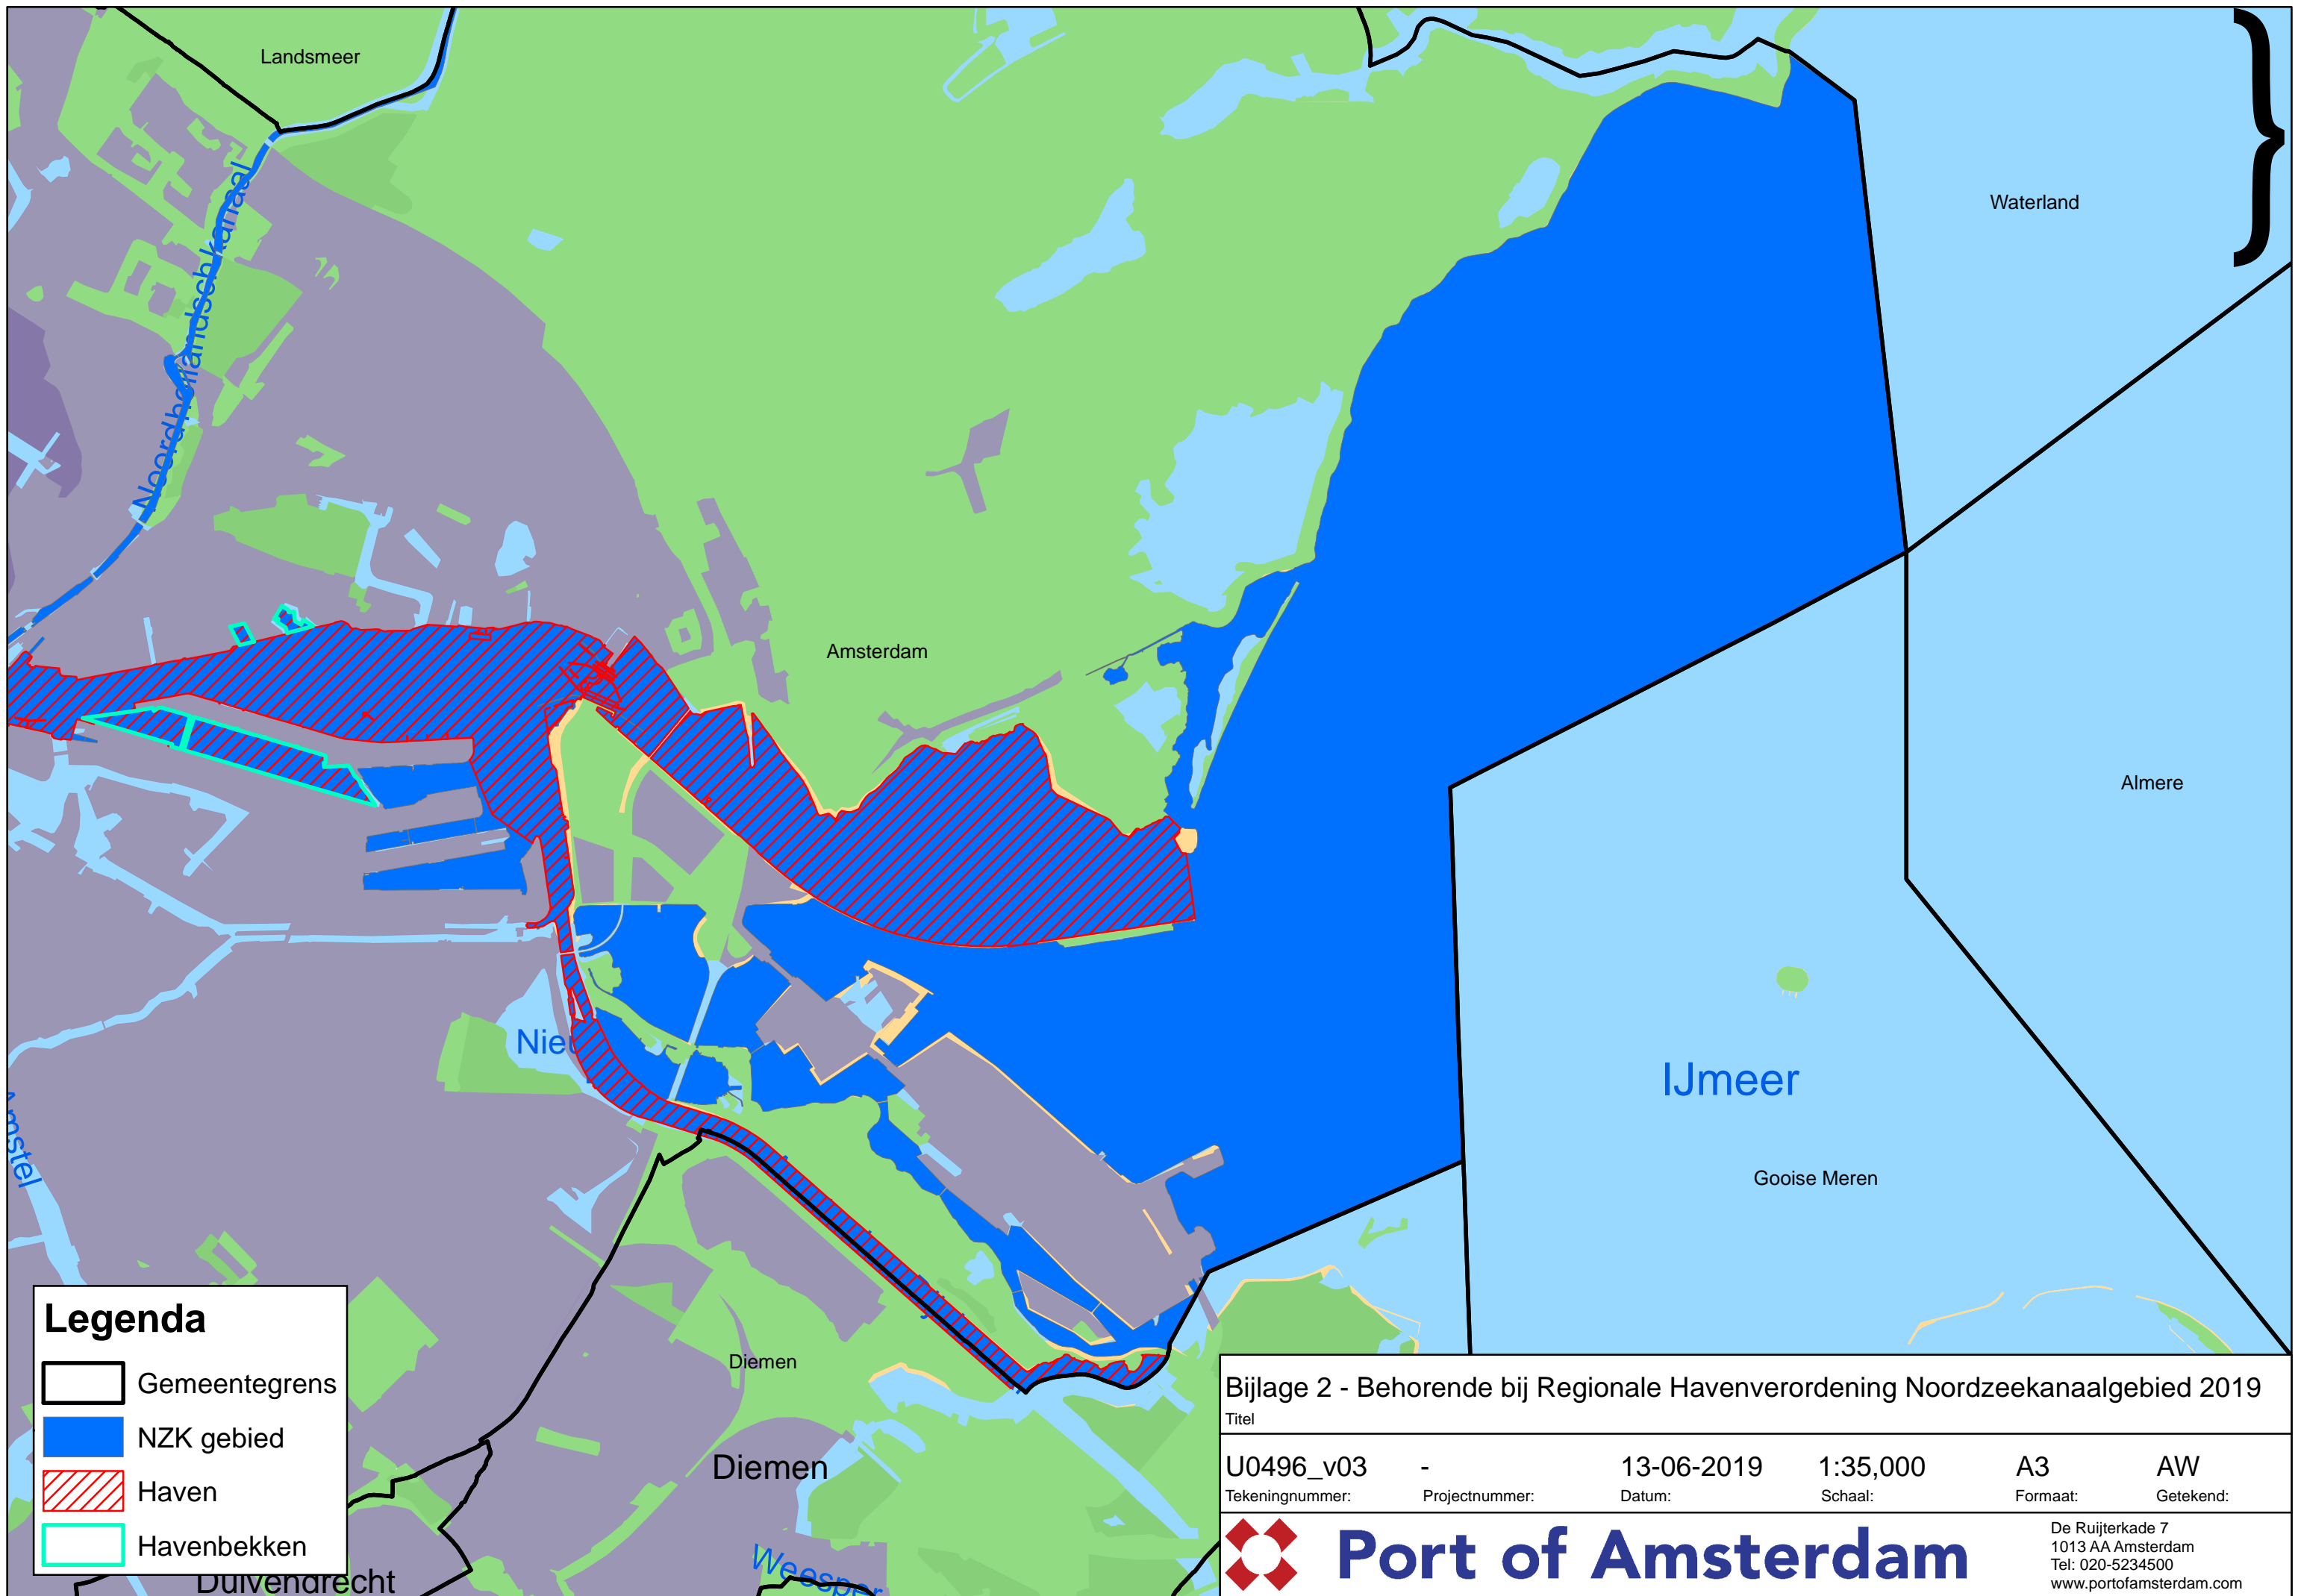 Landsmeer
Noordhollandsch kanaal
Waterland
Amsterdam
Almere
IJmeer
Gooise Meren
Diemen
Diemen
Duivendrecht
Weesper
Legenda
Gemeentegrens
NZK gebied
Haven
Havenbekken
Bijlage 2 - Behorende bij Regionale Havenverordening Noordzeekanaalgebied 2019
Titel
U0496_v03 - 13-06-2019 1:35,000 A3 AW
Tekeningnummer: Projectnummer: Datum: Schaal: Formaat: Getekend:
Port of Amsterdam
De Ruijterkade 7
1013 AA Amsterdam
Tel: 020-5234500
www.portofamsterdam.com